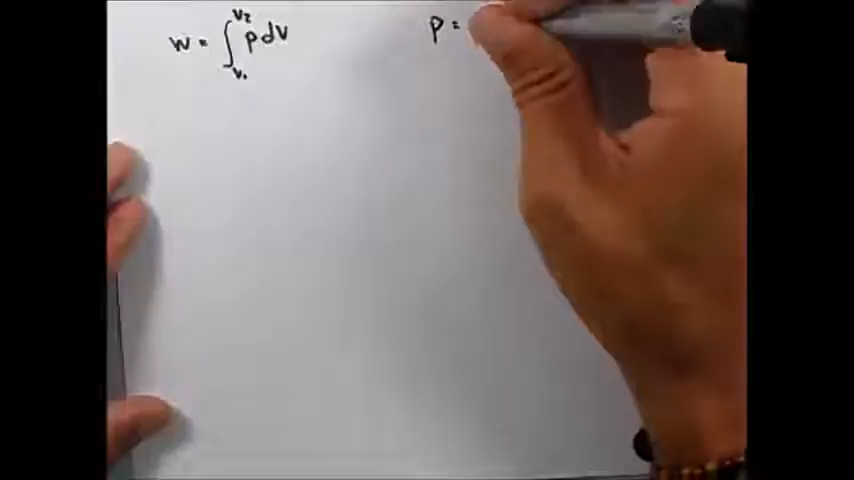 W = ∫_{V₁}^{V₂} P dV
P =